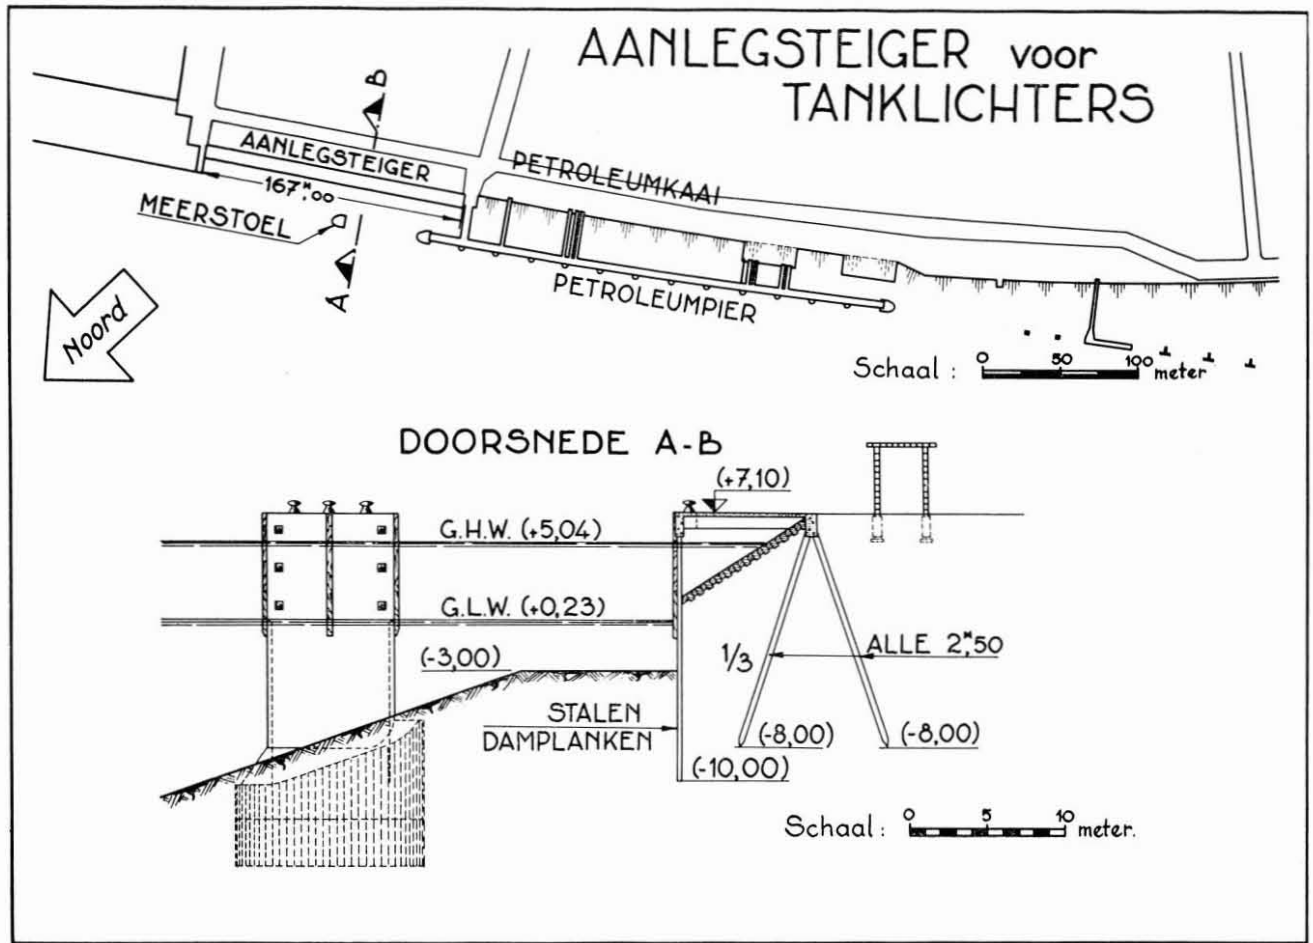 AANLEGSTEIGER voor
TANKLICHTERS
B
AANLEGSTEIGER
167ᴹ,00
PETROLEUMKAAI
MEERSTOEL
A
PETROLEUMPIER
Noord
Schaal : 0 50 100 meter
DOORSNEDE A-B
(+7,10)
G.H.W. (+5,04)
G.L.W. (+0,23)
(-3,00)
1/3
ALLE 2ᴹ,50
STALEN
DAMPLANKEN
(-8,00) (-8,00)
(-10,00)
Schaal : 0 5 10 meter.